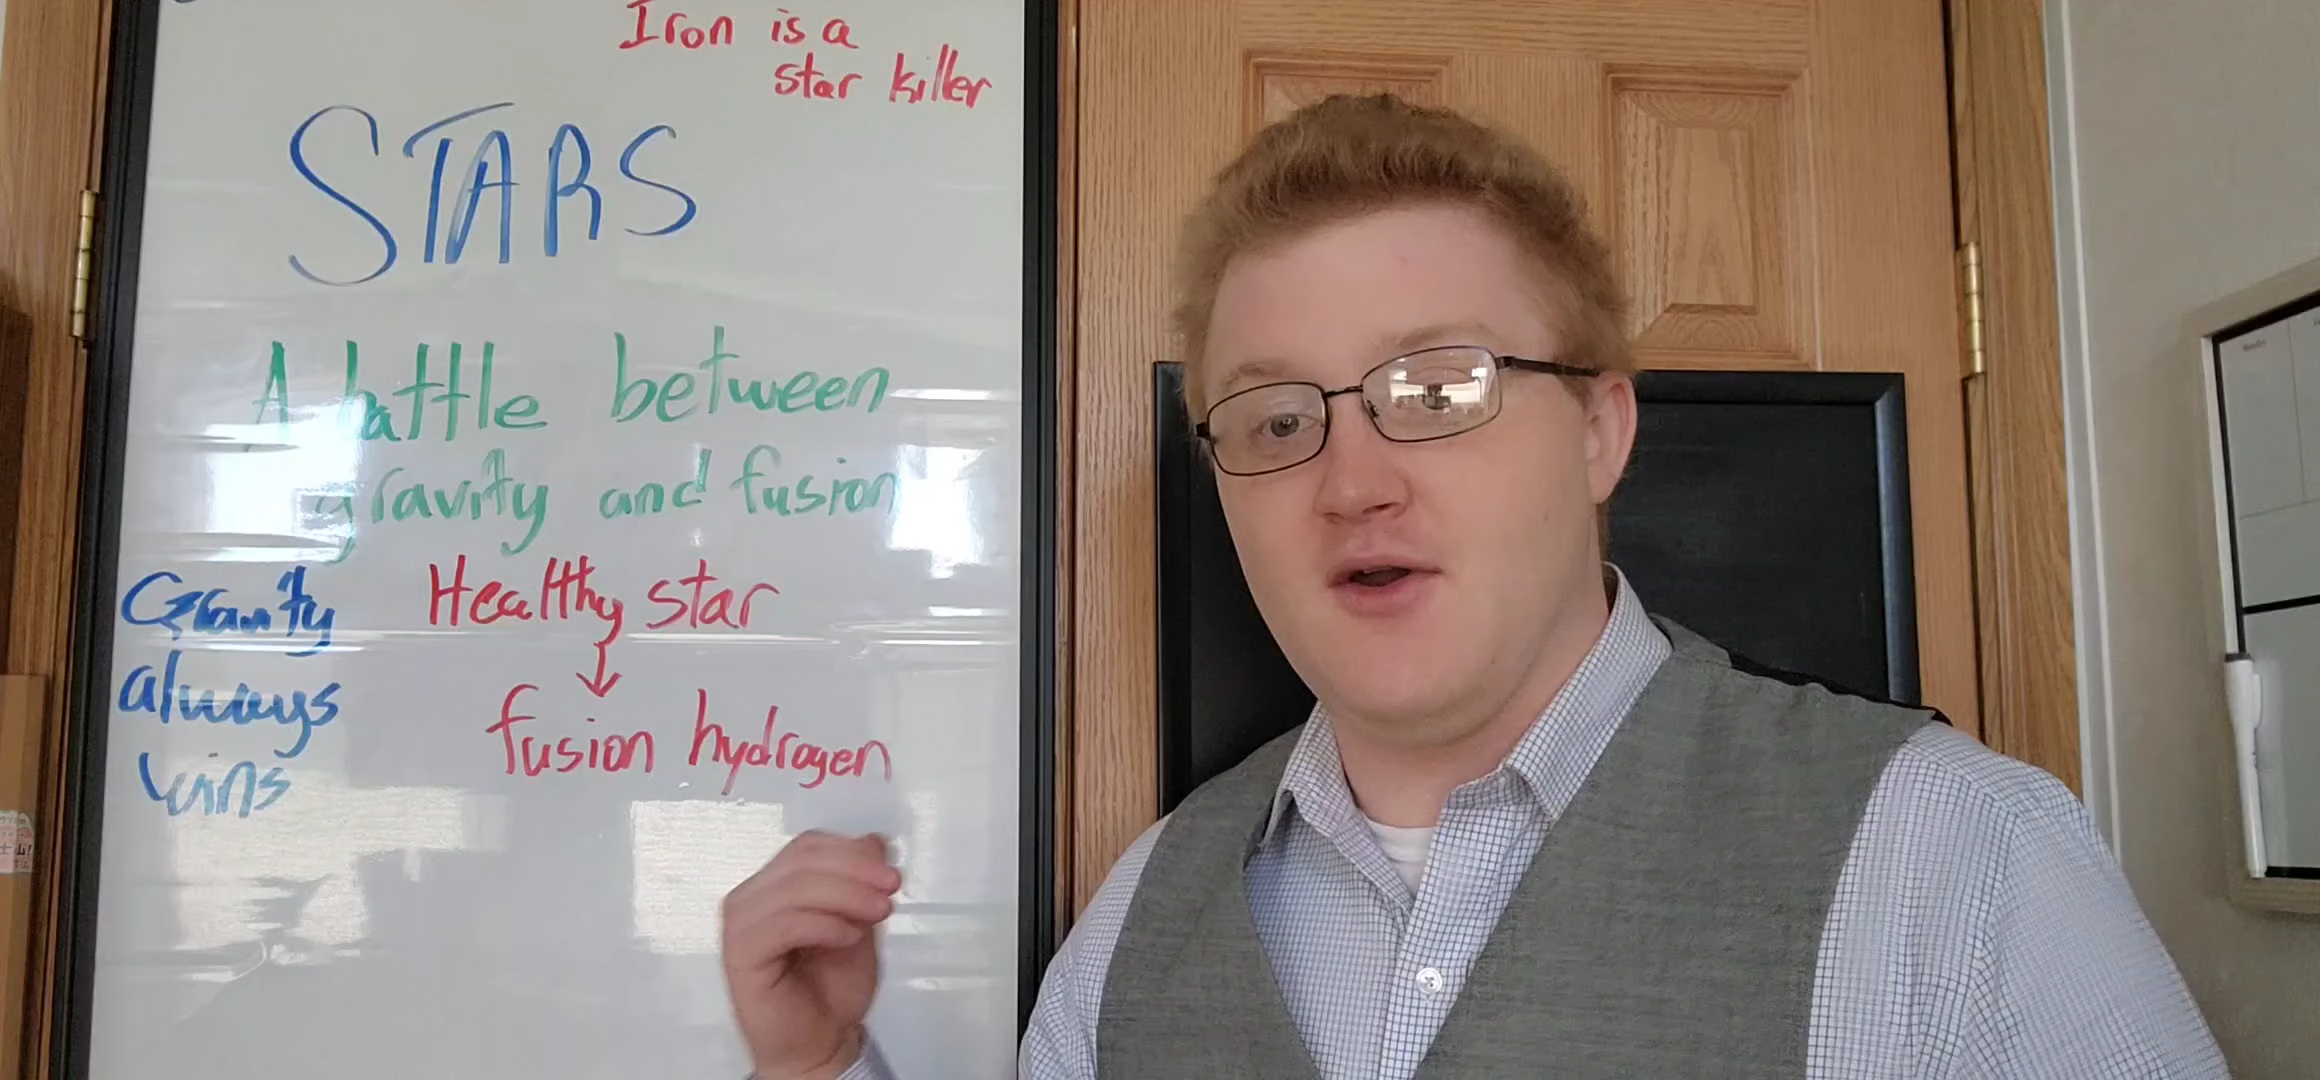 Iron is a
star killer
STARS
A battle between
gravity and fusion
Gravity
always
wins
Healthy star
↓
fusion hydrogen